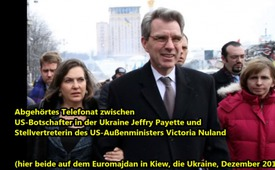 Abgehörtes Telefonat zwischen
US-Botschafter in der Ukraine Jeffry Payette und
Stellvertreterin des US-Außenministers Victoria Nuland
(hier beide auf dem Euromajdan in Kiew, die Ukraine, Dezember 201